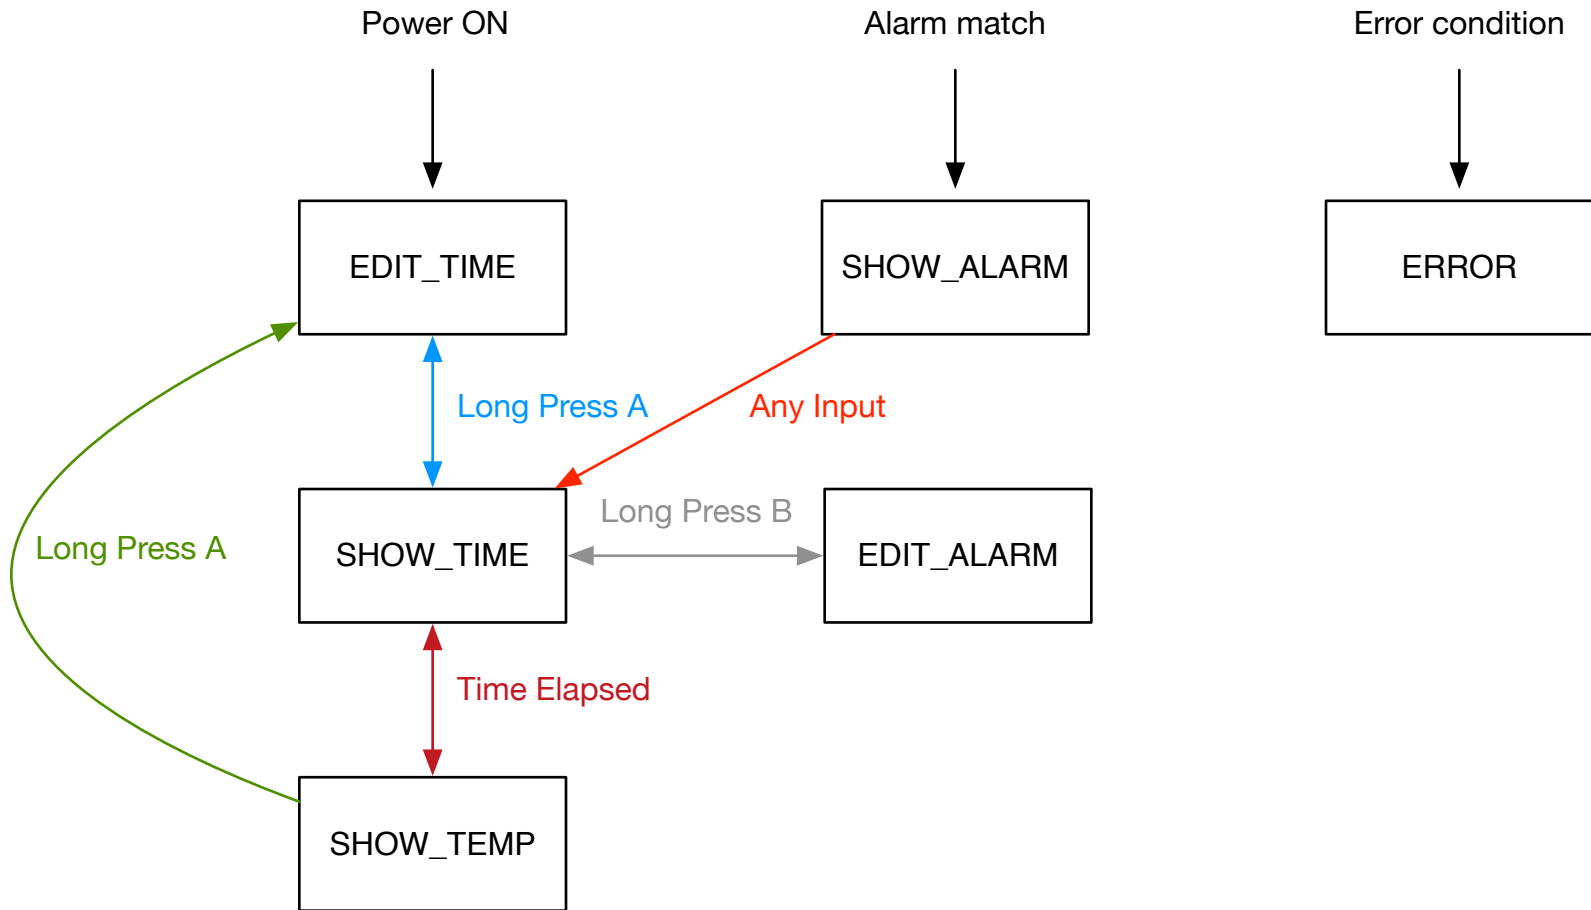 Power ON
Alarm match
Error condition
EDIT_TIME
SHOW_ALARM
ERROR
Long Press A
Any Input
Long Press B
Long Press A
SHOW_TIME
EDIT_ALARM
Time Elapsed
SHOW_TEMP